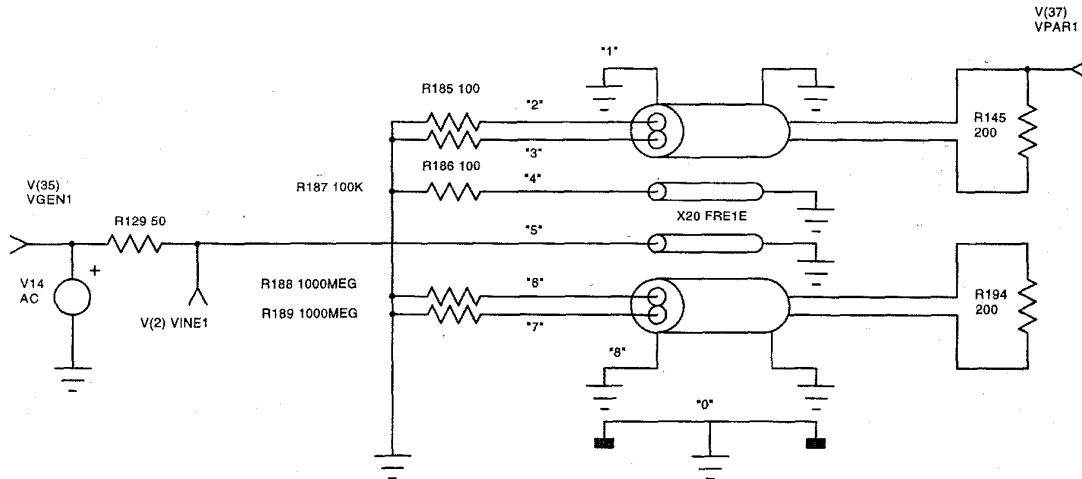 V(37)
VPAR1
"1"
R185 100
"2"
R145
200
"3"
R186 100
R187 100K
"4"
V(35)
VGEN1
X20 FRE1E
R129 50
"5"
+
V14
AC
R188 1000MEG
"6"
R194
200
R189 1000MEG
V(2) VINE1
"7"
"8"
"0"